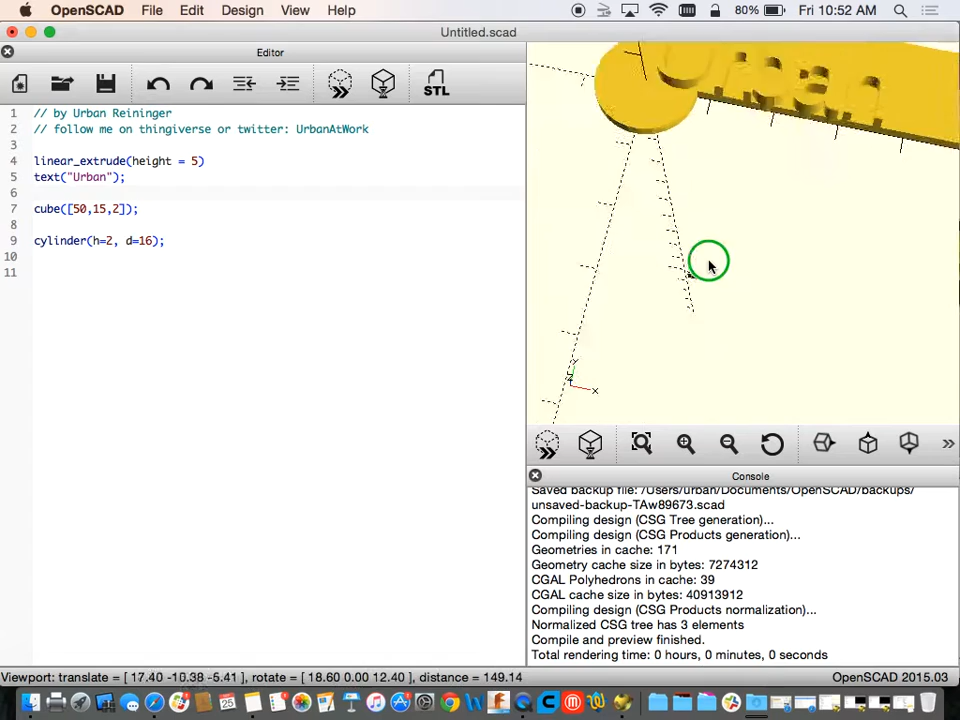 OpenSCAD File Edit Design View Help 80% Fri 10:52 AM
Untitled.scad
Editor
STL
1 // by Urban Reininger
2 // follow me on thingiverse or twitter: UrbanAtWork
3
4 linear_extrude(height = 5)
5 text("Urban");
6
7 cube([50,15,2]);
8
9 cylinder(h=2, d=16);
10
11
Urban
Y
Z
X
»
Console
Saved backup file: /Users/urban/Documents/OpenSCAD/backups/
unsaved-backup-TAw89673.scad
Compiling design (CSG Tree generation)...
Compiling design (CSG Products generation)...
Geometries in cache: 171
Geometry cache size in bytes: 7274312
CGAL Polyhedrons in cache: 39
CGAL cache size in bytes: 40913912
Compiling design (CSG Products normalization)...
Normalized CSG tree has 3 elements
Compile and preview finished.
Total rendering time: 0 hours, 0 minutes, 0 seconds
Viewport: translate = [ 17.40 -10.38 -5.41 ], rotate = [ 18.60 0.00 12.40 ], distance = 149.14 OpenSCAD 2015.03